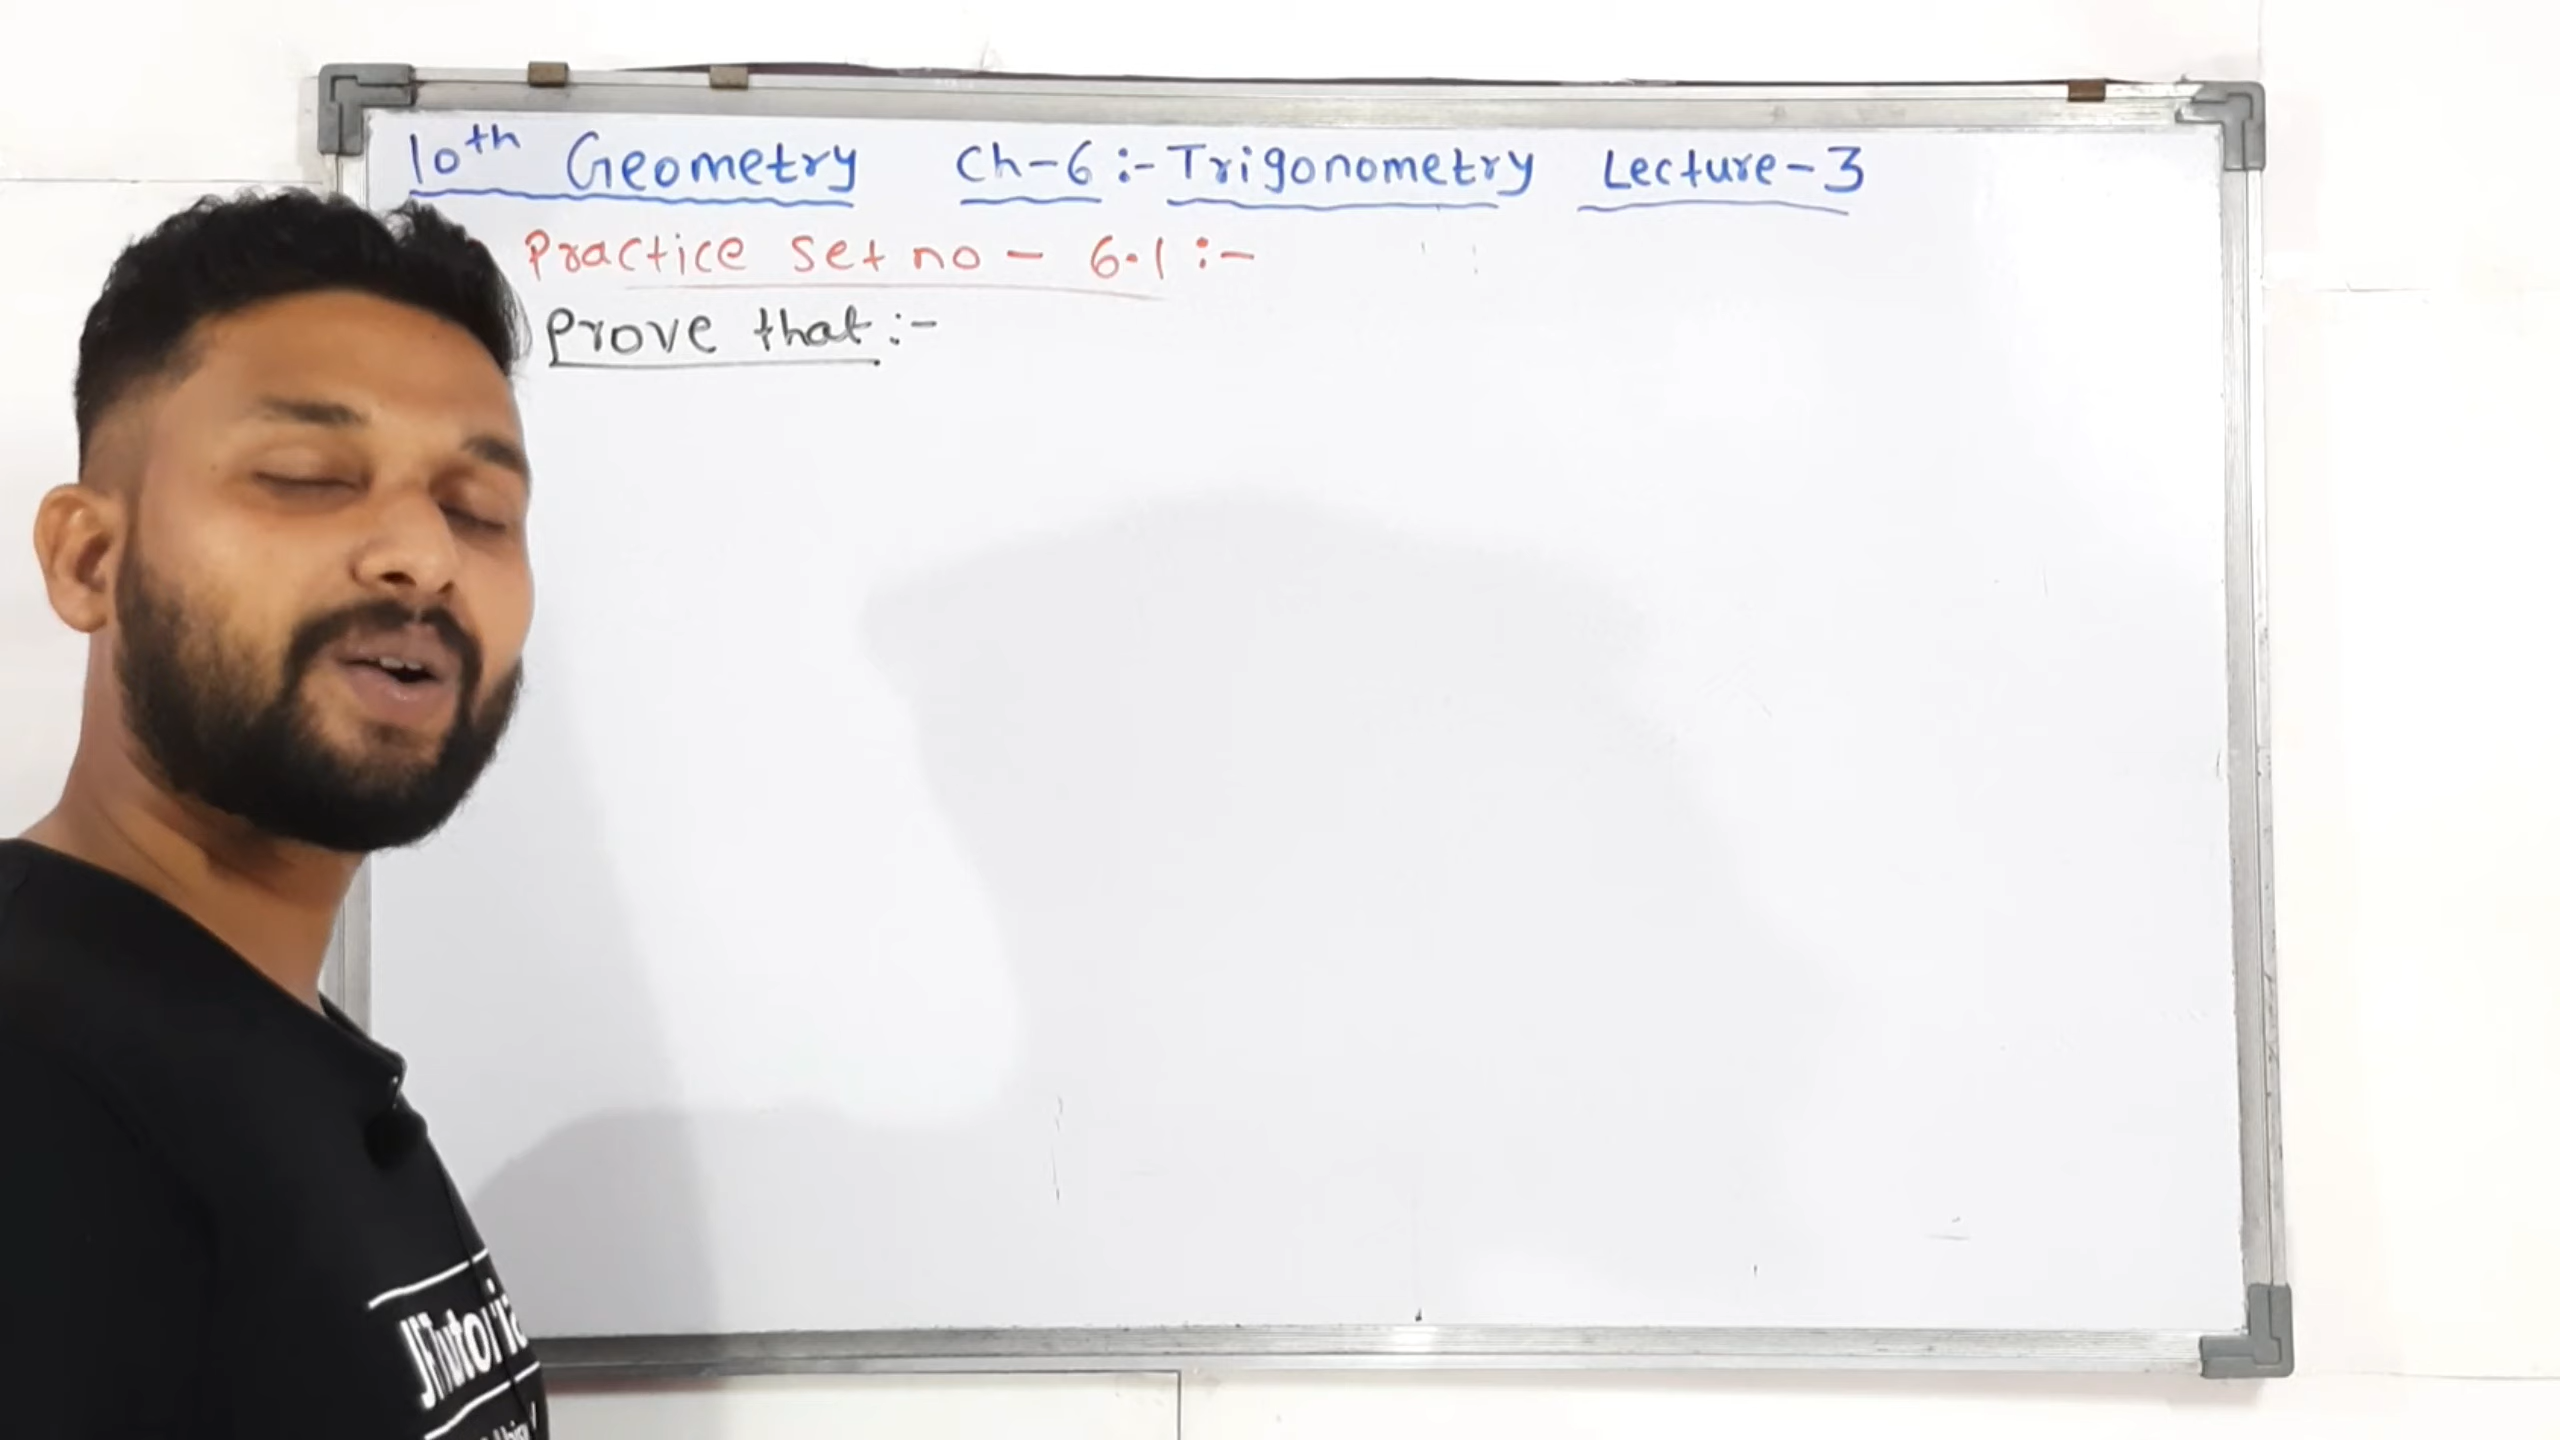 10th Geometry Ch-6:- Trigonometry Lecture-3
Practice set no - 6.1:-
Prove that:-